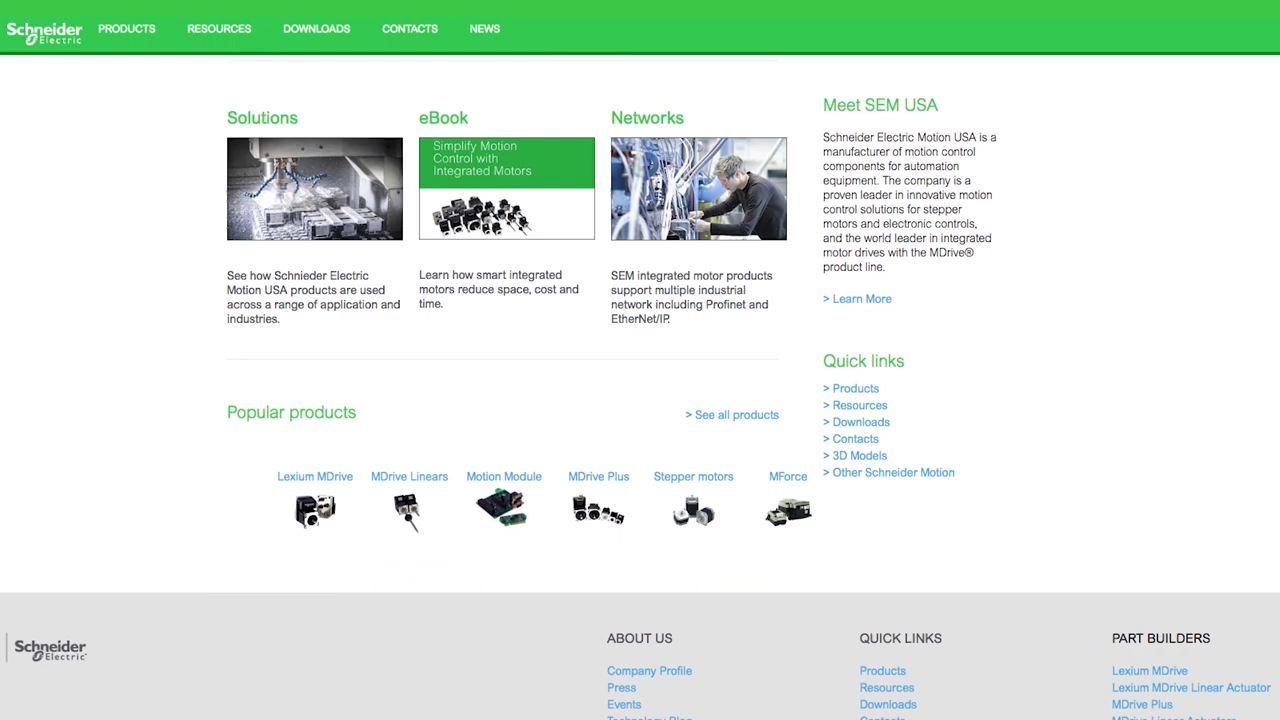 Schneider Electric
PRODUCTS RESOURCES DOWNLOADS CONTACTS NEWS
Solutions
See how Schnieder Electric
Motion USA products are used
across a range of application and
industries.
eBook
Simplify Motion
Control with
Integrated Motors
Learn how smart integrated
motors reduce space, cost and
time.
Networks
SEM integrated motor products
support multiple industrial
network including Profinet and
EtherNet/IP.
Meet SEM USA
Schneider Electric Motion USA is a
manufacturer of motion control
components for automation
equipment. The company is a
proven leader in innovative motion
control solutions for stepper
motors and electronic controls,
and the world leader in integrated
motor drives with the MDrive®
product line.
> Learn More
Quick links
> Products
> Resources
> Downloads
> Contacts
> 3D Models
> Other Schneider Motion
Popular products
> See all products
Lexium MDrive MDrive Linears Motion Module MDrive Plus Stepper motors MForce
Schneider Electric
ABOUT US
Company Profile
Press
Events
Technology Blog
QUICK LINKS
Products
Resources
Downloads
Contacts
PART BUILDERS
Lexium MDrive
Lexium MDrive Linear Actuator
MDrive Plus
MDrive Linear Actuators